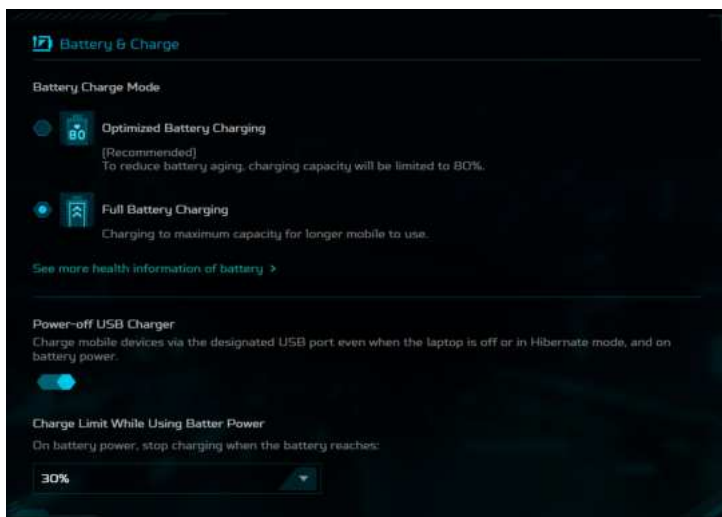 Battery & Charge
Battery Charge Mode
80
Optimized Battery Charging
[Recommended]
To reduce battery aging, charging capacity will be limited to 80%.
Full Battery Charging
Charging to maximum capacity for longer mobile to use.
See more health information of battery >
Power-off USB Charger
Charge mobile devices via the designated USB port even when the laptop is off or in Hibernate mode, and on
battery power.
Charge Limit While Using Batter Power
On battery power, stop charging when the battery reaches:
30%